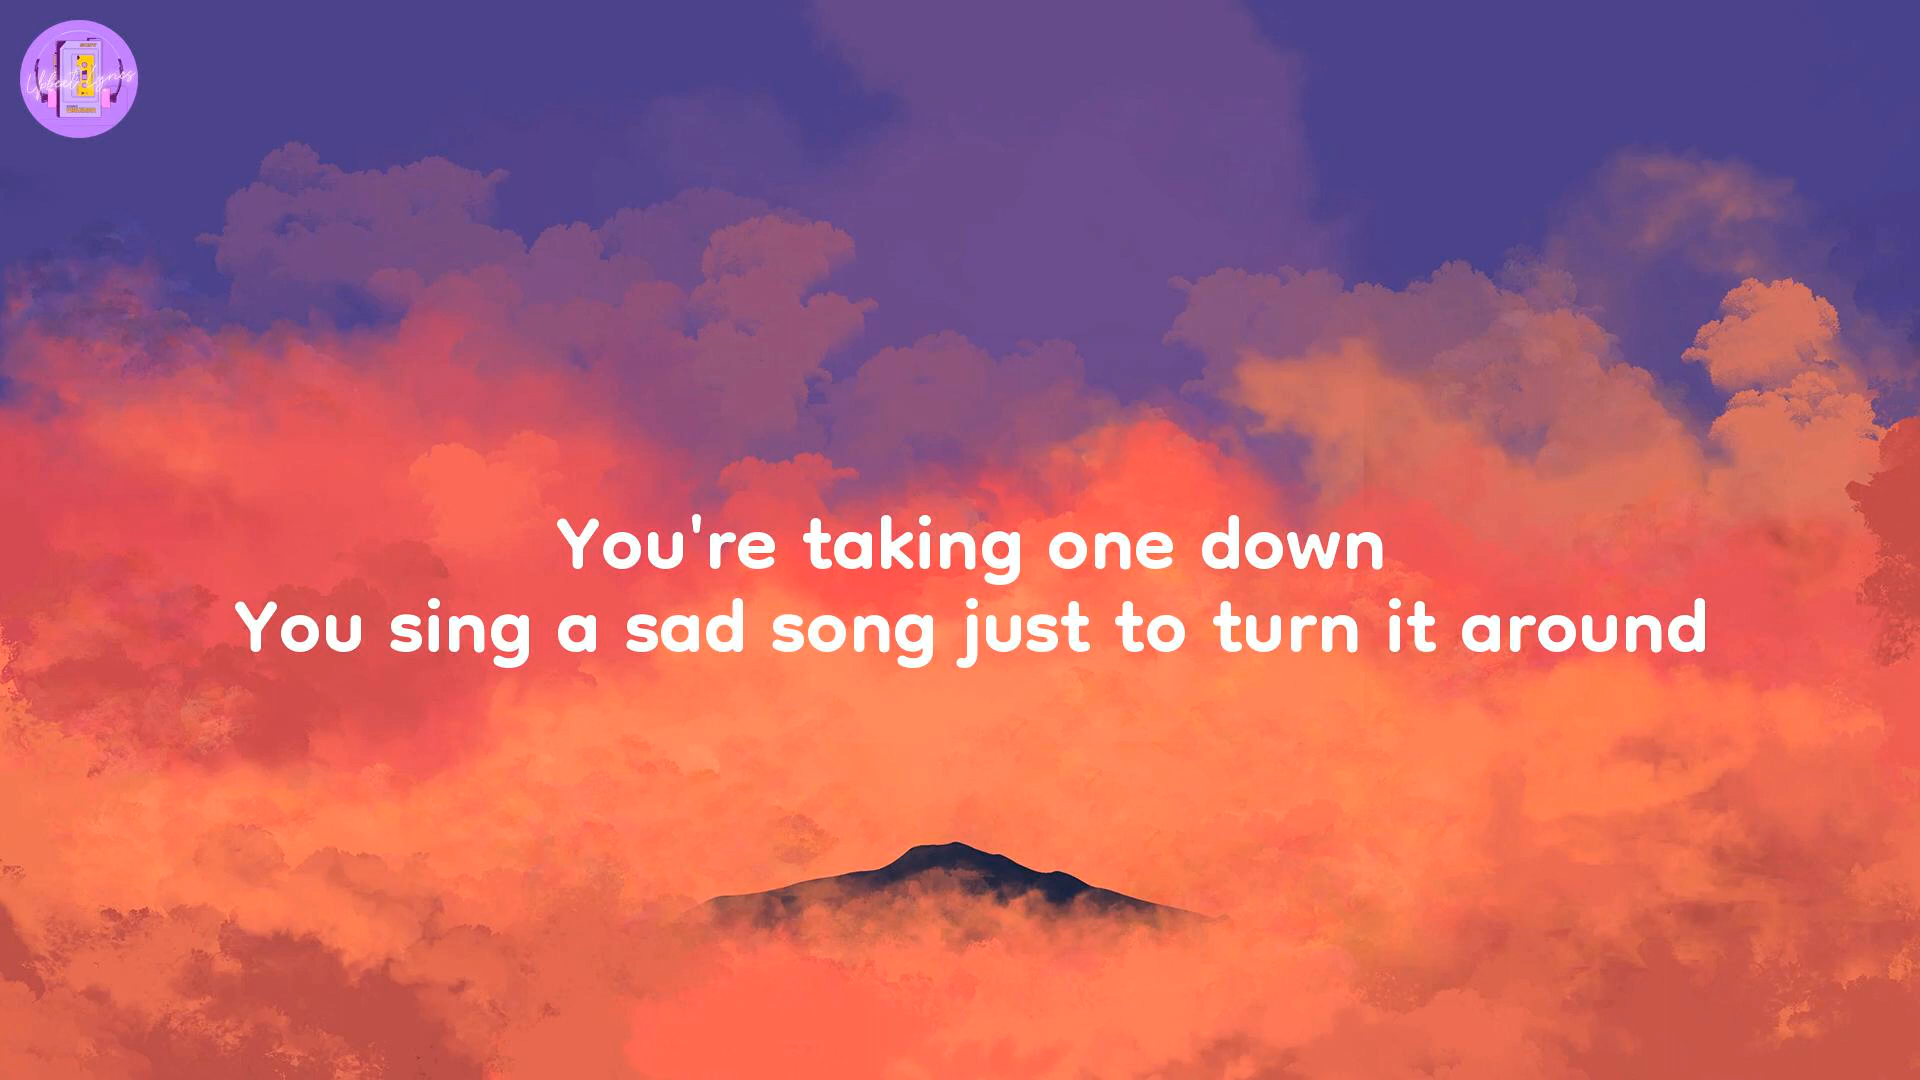 You're taking one down
You sing a sad song just to turn it around